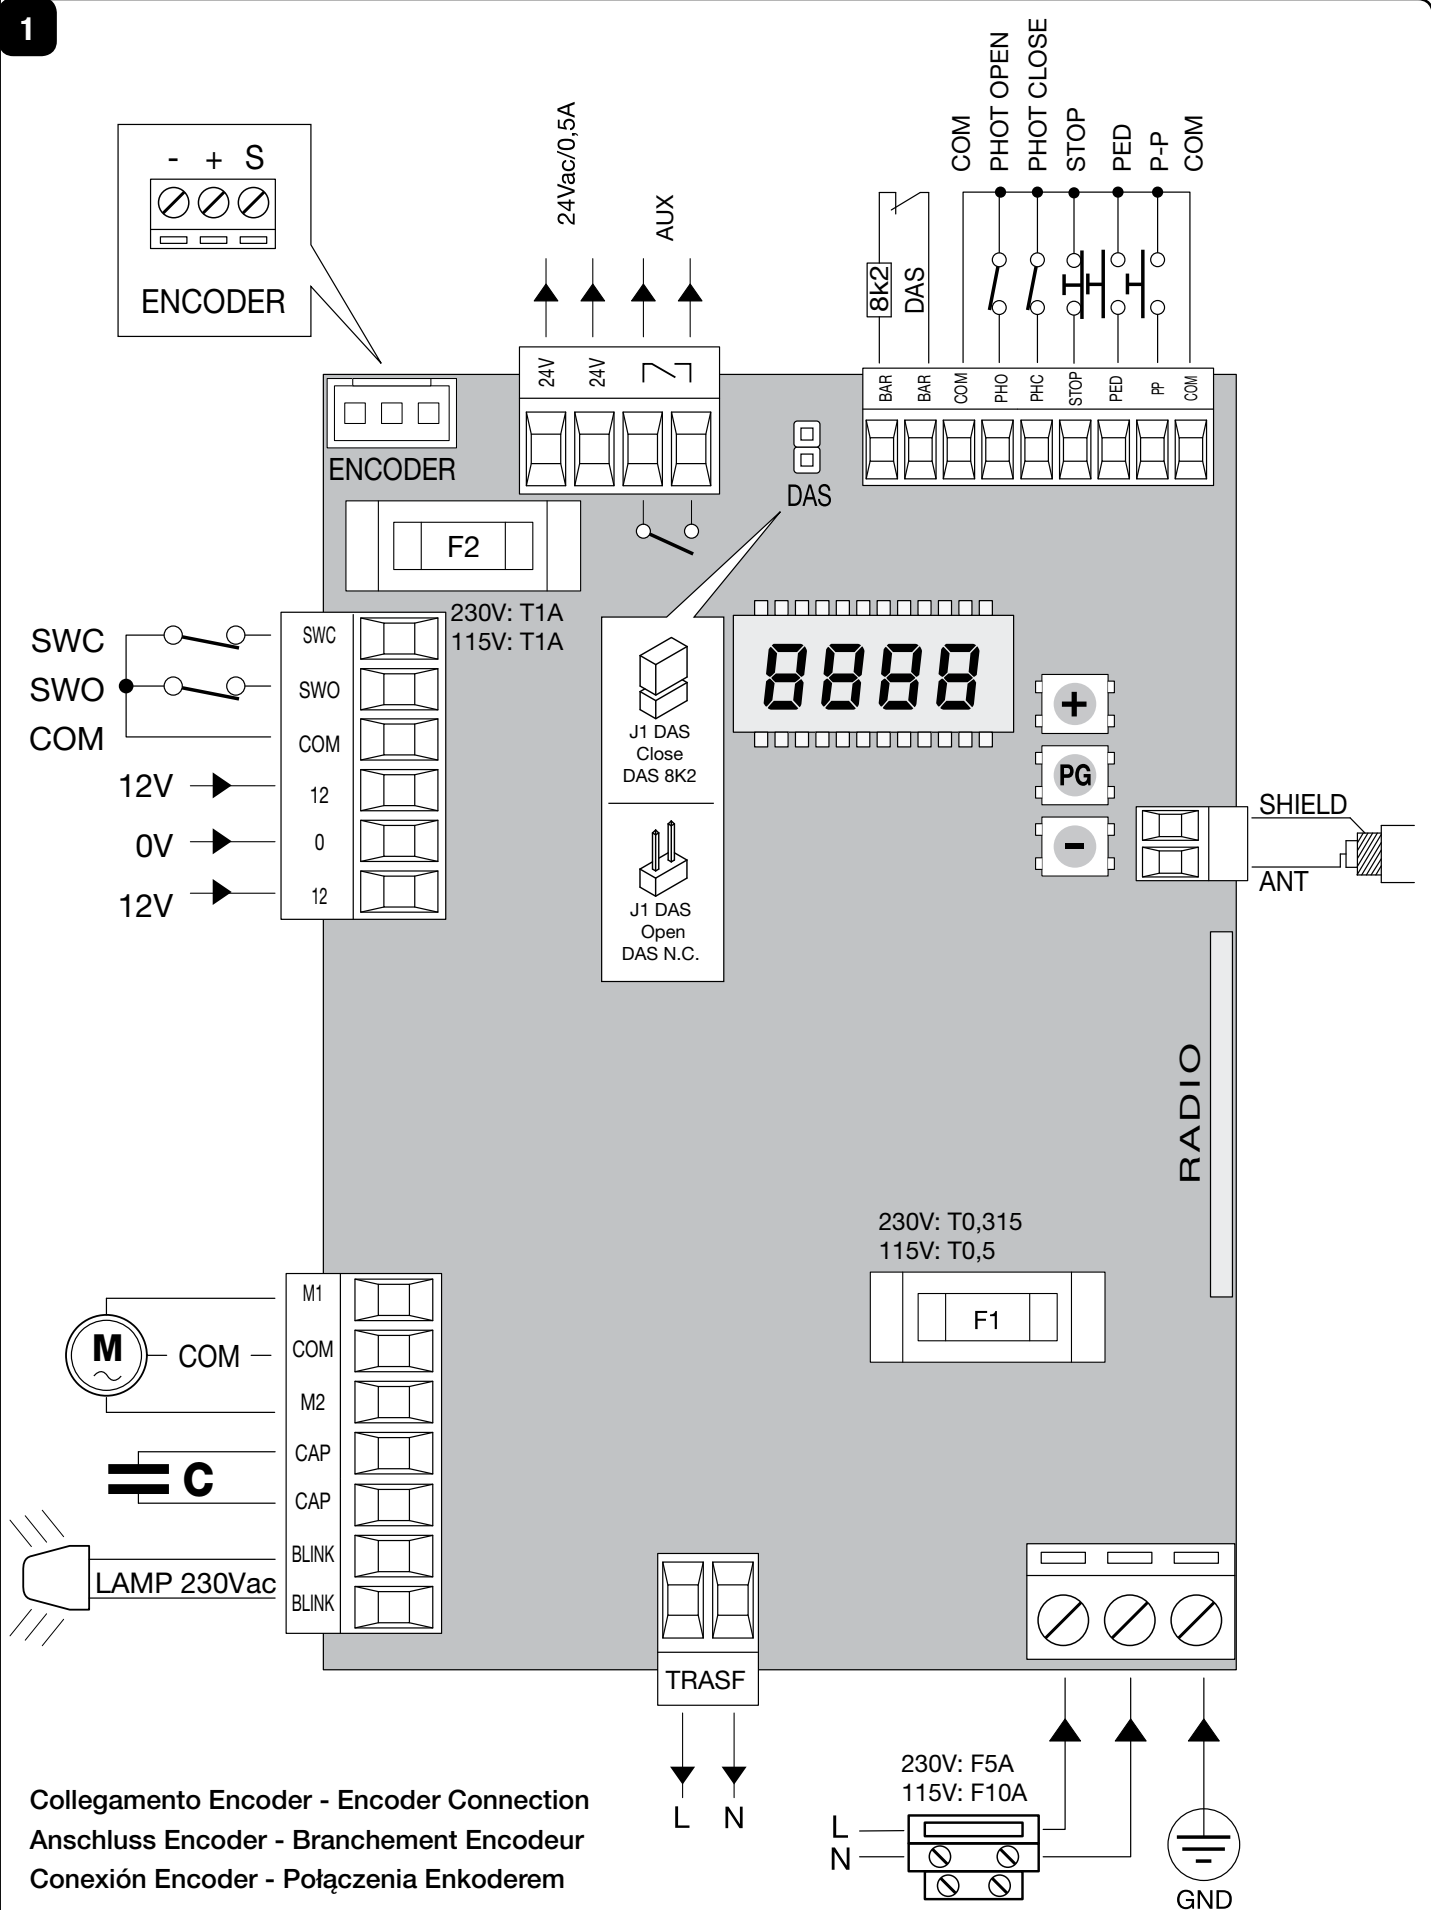 1
- + S
ENCODER
24Vac/0,5A
AUX
COM
PHOT OPEN
PHOT CLOSE
STOP
PED
P-P
COM
8k2
DAS
24V
24V
BAR
BAR
COM
PHO
PHC
STOP
PED
PP
COM
ENCODER
DAS
F2
230V: T1A
115V: T1A
SWC
SWO
COM
12V
0V
12V
SWC
SWO
COM
12
0
12
J1 DAS
Close
DAS 8K2
J1 DAS
Open
DAS N.C.
8888
+
PG
-
SHIELD
ANT
RADIO
230V: T0,315
115V: T0,5
F1
M
COM
C
LAMP 230Vac
M1
COM
M2
CAP
CAP
BLINK
BLINK
TRASF
L N
230V: F5A
115V: F10A
L
N
GND
Collegamento Encoder - Encoder Connection
Anschluss Encoder - Branchement Encodeur
Conexión Encoder - Połączenia Enkoderem